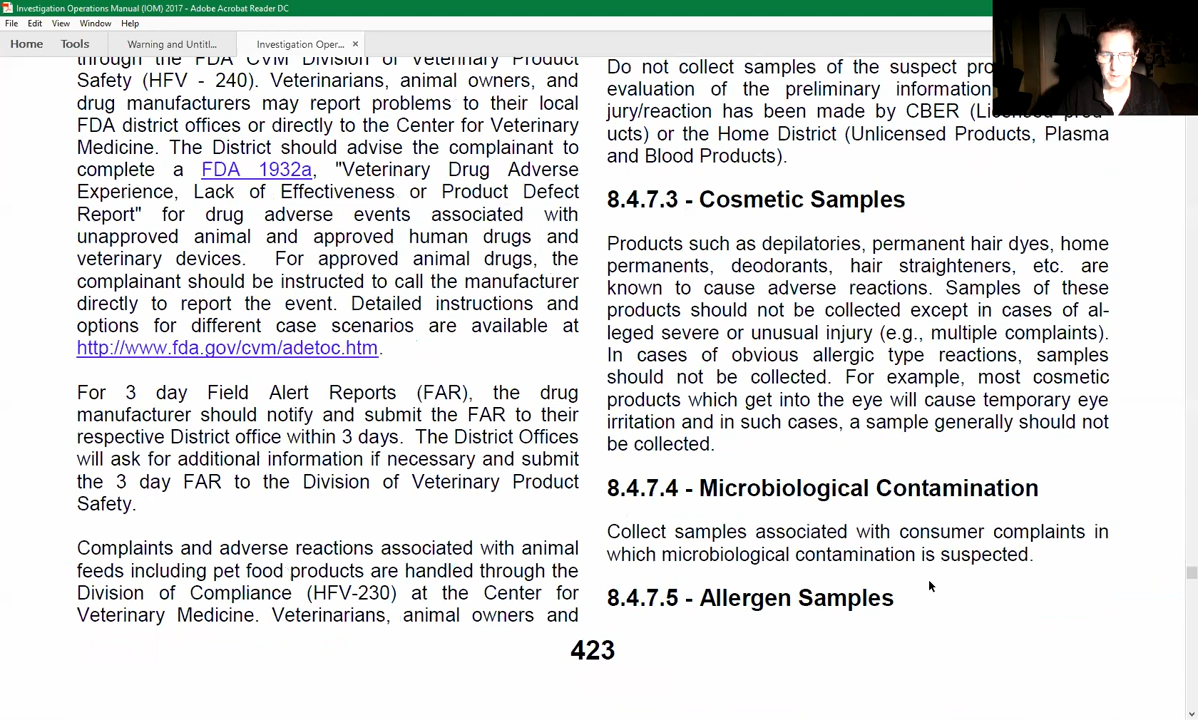 Investigation Operations Manual (IOM) 2017 - Adobe Acrobat Reader DC
File Edit View Window Help
Home Tools Warning and Untitl... Investigation Oper... ×
through the FDA CVM Division of Veterinary Product
Safety (HFV - 240). Veterinarians, animal owners, and
drug manufacturers may report problems to their local
FDA district offices or directly to the Center for Veterinary
Medicine. The District should advise the complainant to
complete a FDA 1932a, "Veterinary Drug Adverse
Experience, Lack of Effectiveness or Product Defect
Report" for drug adverse events associated with
unapproved animal and approved human drugs and
veterinary devices. For approved animal drugs, the
complainant should be instructed to call the manufacturer
directly to report the event. Detailed instructions and
options for different case scenarios are available at
http://www.fda.gov/cvm/adetoc.htm.
For 3 day Field Alert Reports (FAR), the drug
manufacturer should notify and submit the FAR to their
respective District office within 3 days. The District Offices
will ask for additional information if necessary and submit
the 3 day FAR to the Division of Veterinary Product
Safety.
Complaints and adverse reactions associated with animal
feeds including pet food products are handled through the
Division of Compliance (HFV-230) at the Center for
Veterinary Medicine. Veterinarians, animal owners and
Do not collect samples of the suspect
evaluation of the preliminary information
jury/reaction has been made by CBER
ucts) or the Home District (Unlicensed Products, Plasma
and Blood Products).
8.4.7.3 - Cosmetic Samples
Products such as depilatories, permanent hair dyes, home
permanents, deodorants, hair straighteners, etc. are
known to cause adverse reactions. Samples of these
products should not be collected except in cases of al-
leged severe or unusual injury (e.g., multiple complaints).
In cases of obvious allergic type reactions, samples
should not be collected. For example, most cosmetic
products which get into the eye will cause temporary eye
irritation and in such cases, a sample generally should not
be collected.
8.4.7.4 - Microbiological Contamination
Collect samples associated with consumer complaints in
which microbiological contamination is suspected.
8.4.7.5 - Allergen Samples
423